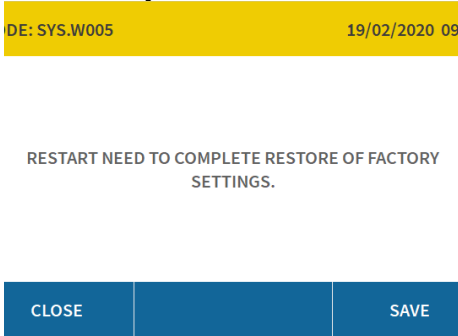 DE: SYS.W005 19/02/2020 09
RESTART NEED TO COMPLETE RESTORE OF FACTORY
SETTINGS.
CLOSE SAVE